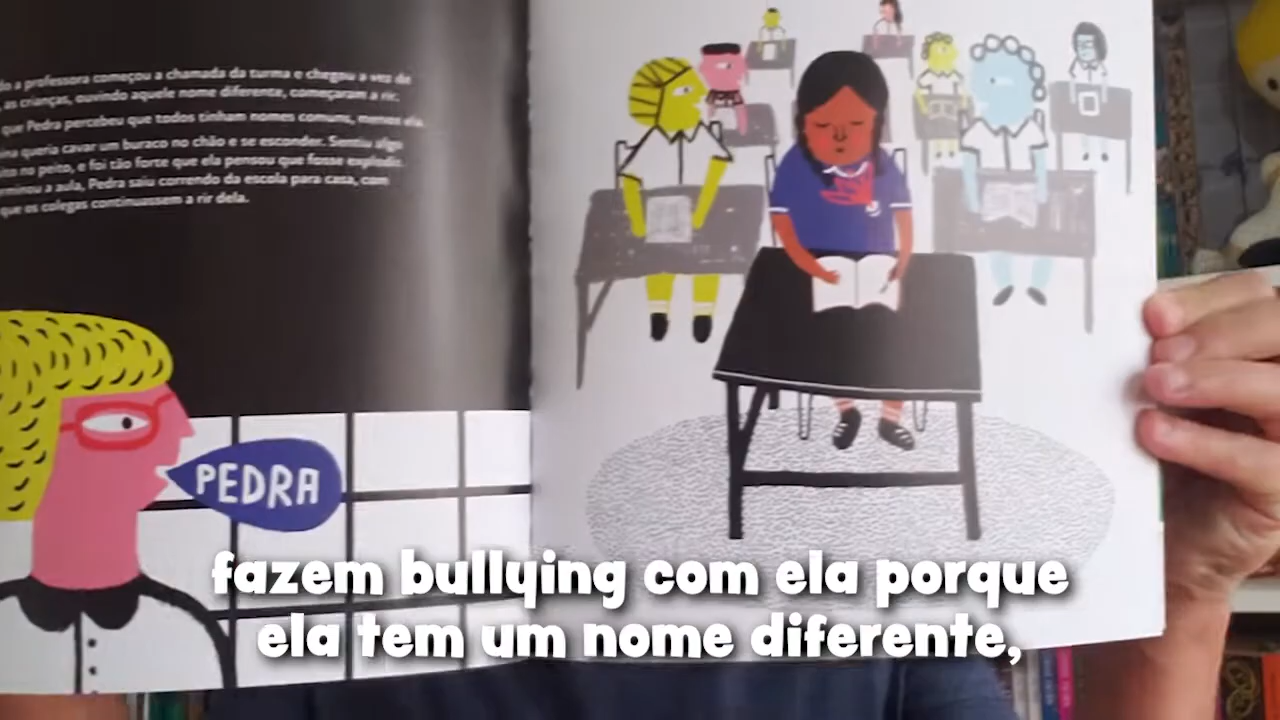 do a professora começou a chamada da turma e chegou a vez de
, as crianças, ouvindo aquele nome diferente, começaram a rir.
que Pedra percebeu que todos tinham nomes comuns, menos ela.
ina queria cavar um buraco no chão e se esconder. Sentiu algo
ito no peito, e foi tão forte que ela pensou que fosse explodir.
minou a aula, Pedra saiu correndo da escola para casa, com
que os colegas continuassem a rir dela.
PEDRA
fazem bullying com ela porque
ela tem um nome diferente,